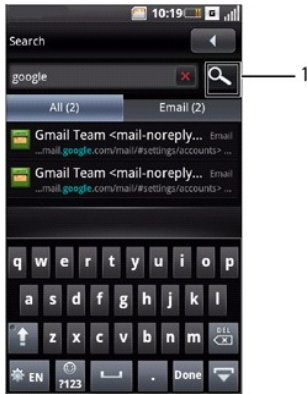 10:19
Search
google
1
All (2)
Email (2)
Gmail Team <mail-noreply... Email
...mail.google.com/mail/#settings/accounts> ...
Gmail Team <mail-noreply... Email
...mail.google.com/mail/#settings/accounts> ...
q w e r t y u i o p
a s d f g h j k l
z x c v b n m DEL
EN ?123 . Done